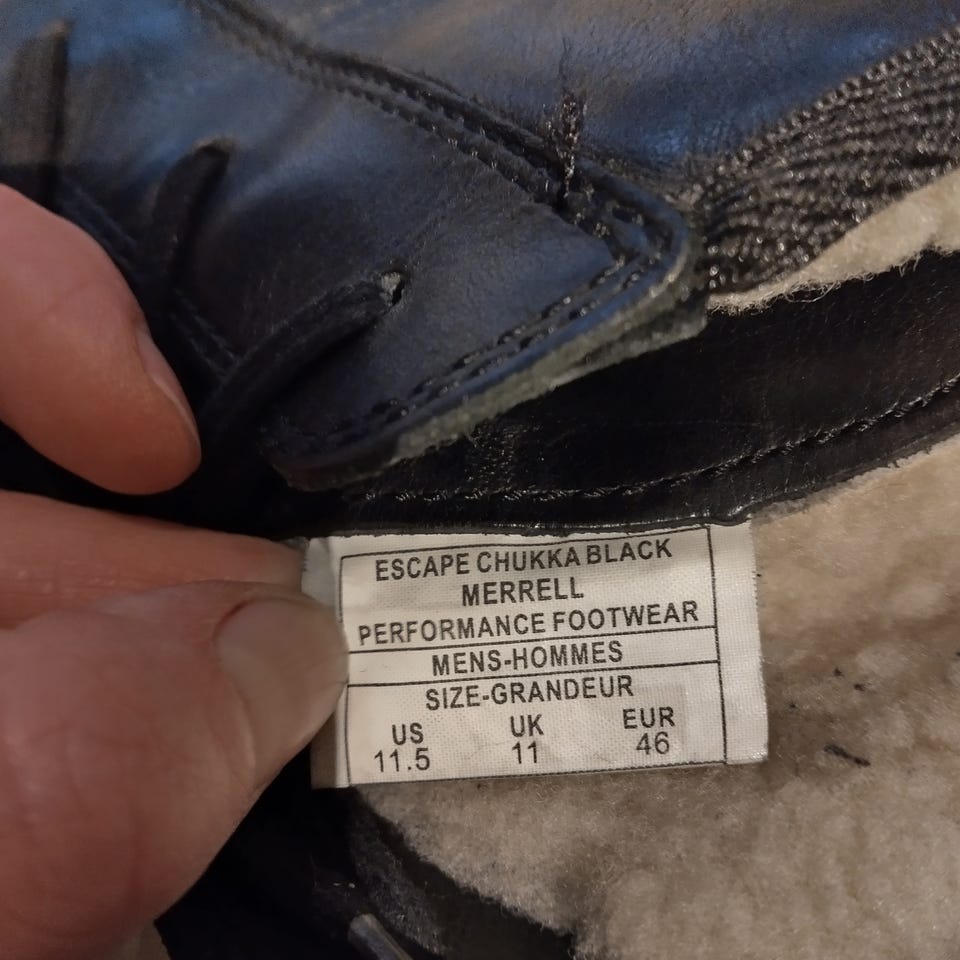 ESCAPE CHUKKA BLACK
MERRELL
PERFORMANCE FOOTWEAR
MENS-HOMMES
SIZE-GRANDEUR
US UK EUR
11.5 11 46